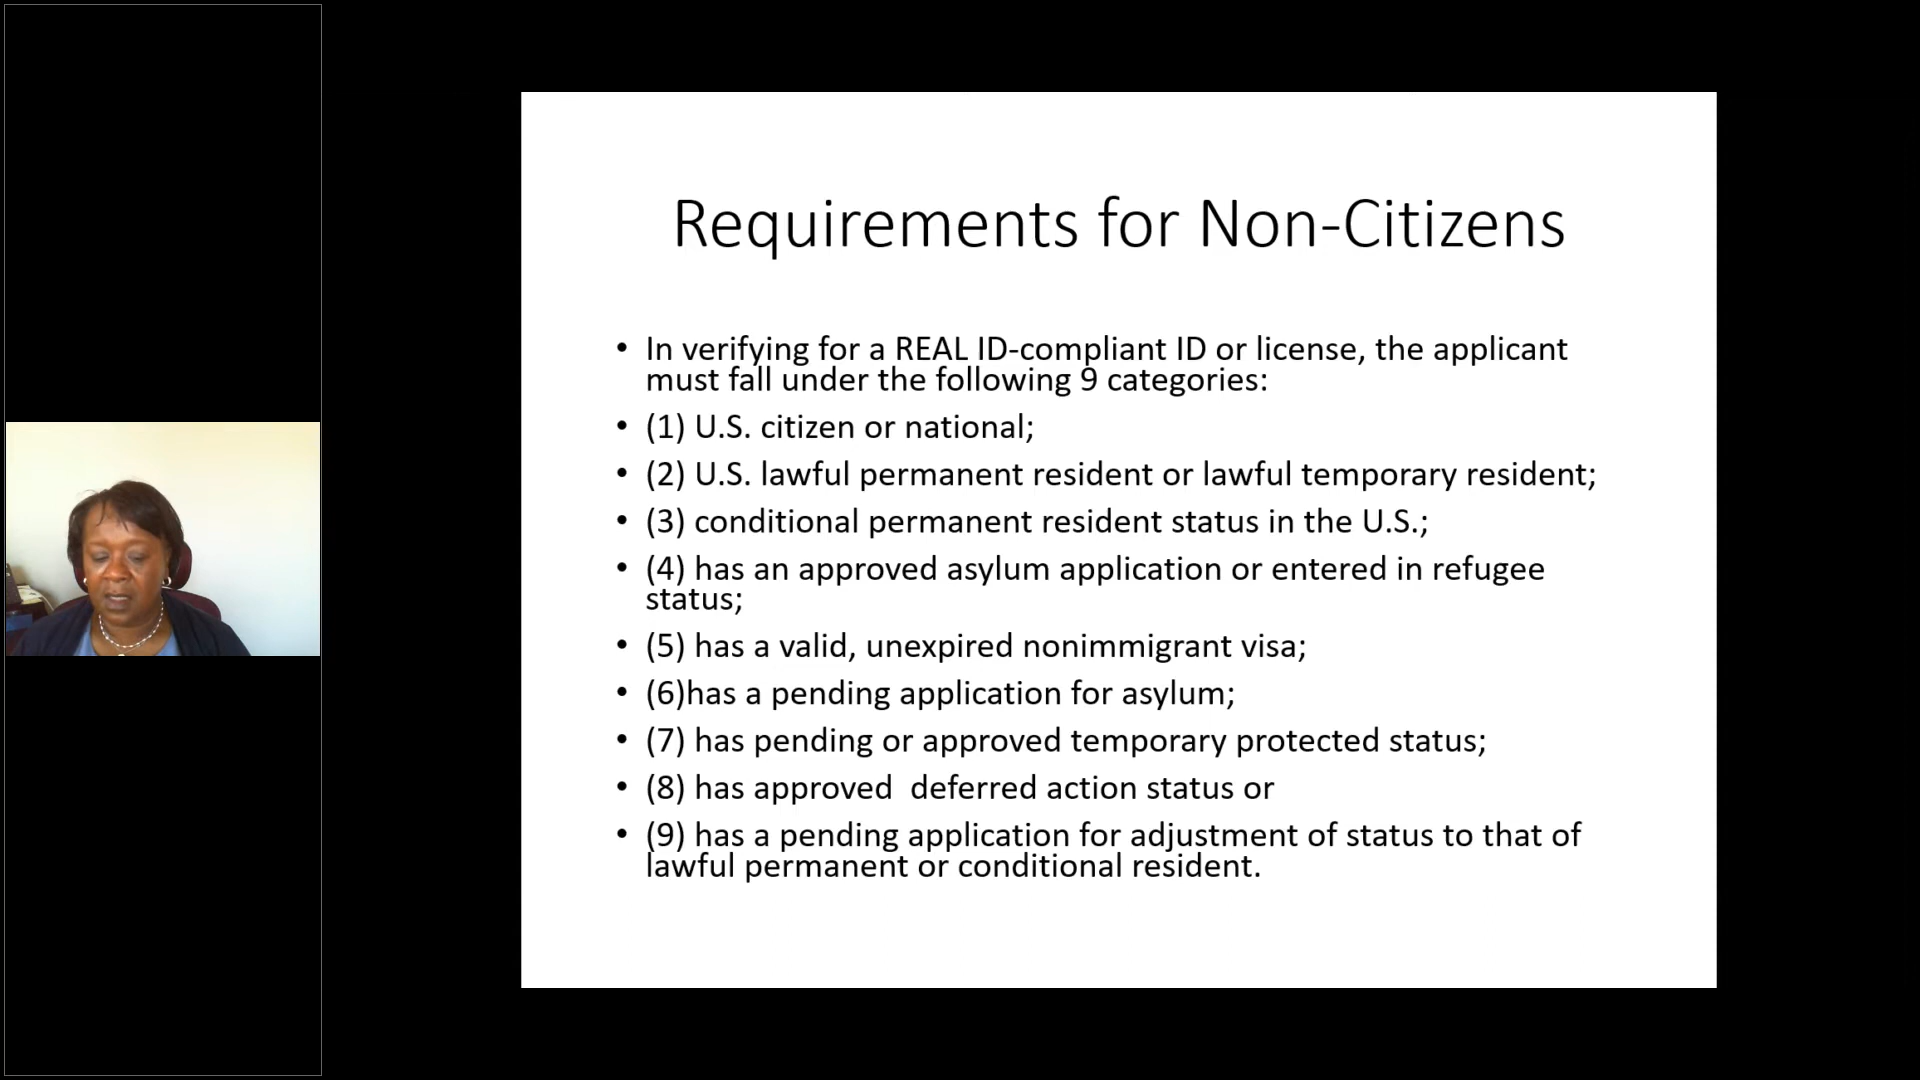 Requirements for Non-Citizens
• In verifying for a REAL ID-compliant ID or license, the applicant
must fall under the following 9 categories:
• (1) U.S. citizen or national;
• (2) U.S. lawful permanent resident or lawful temporary resident;
• (3) conditional permanent resident status in the U.S.;
• (4) has an approved asylum application or entered in refugee
status;
• (5) has a valid, unexpired nonimmigrant visa;
• (6)has a pending application for asylum;
• (7) has pending or approved temporary protected status;
• (8) has approved  deferred action status or
• (9) has a pending application for adjustment of status to that of
lawful permanent or conditional resident.